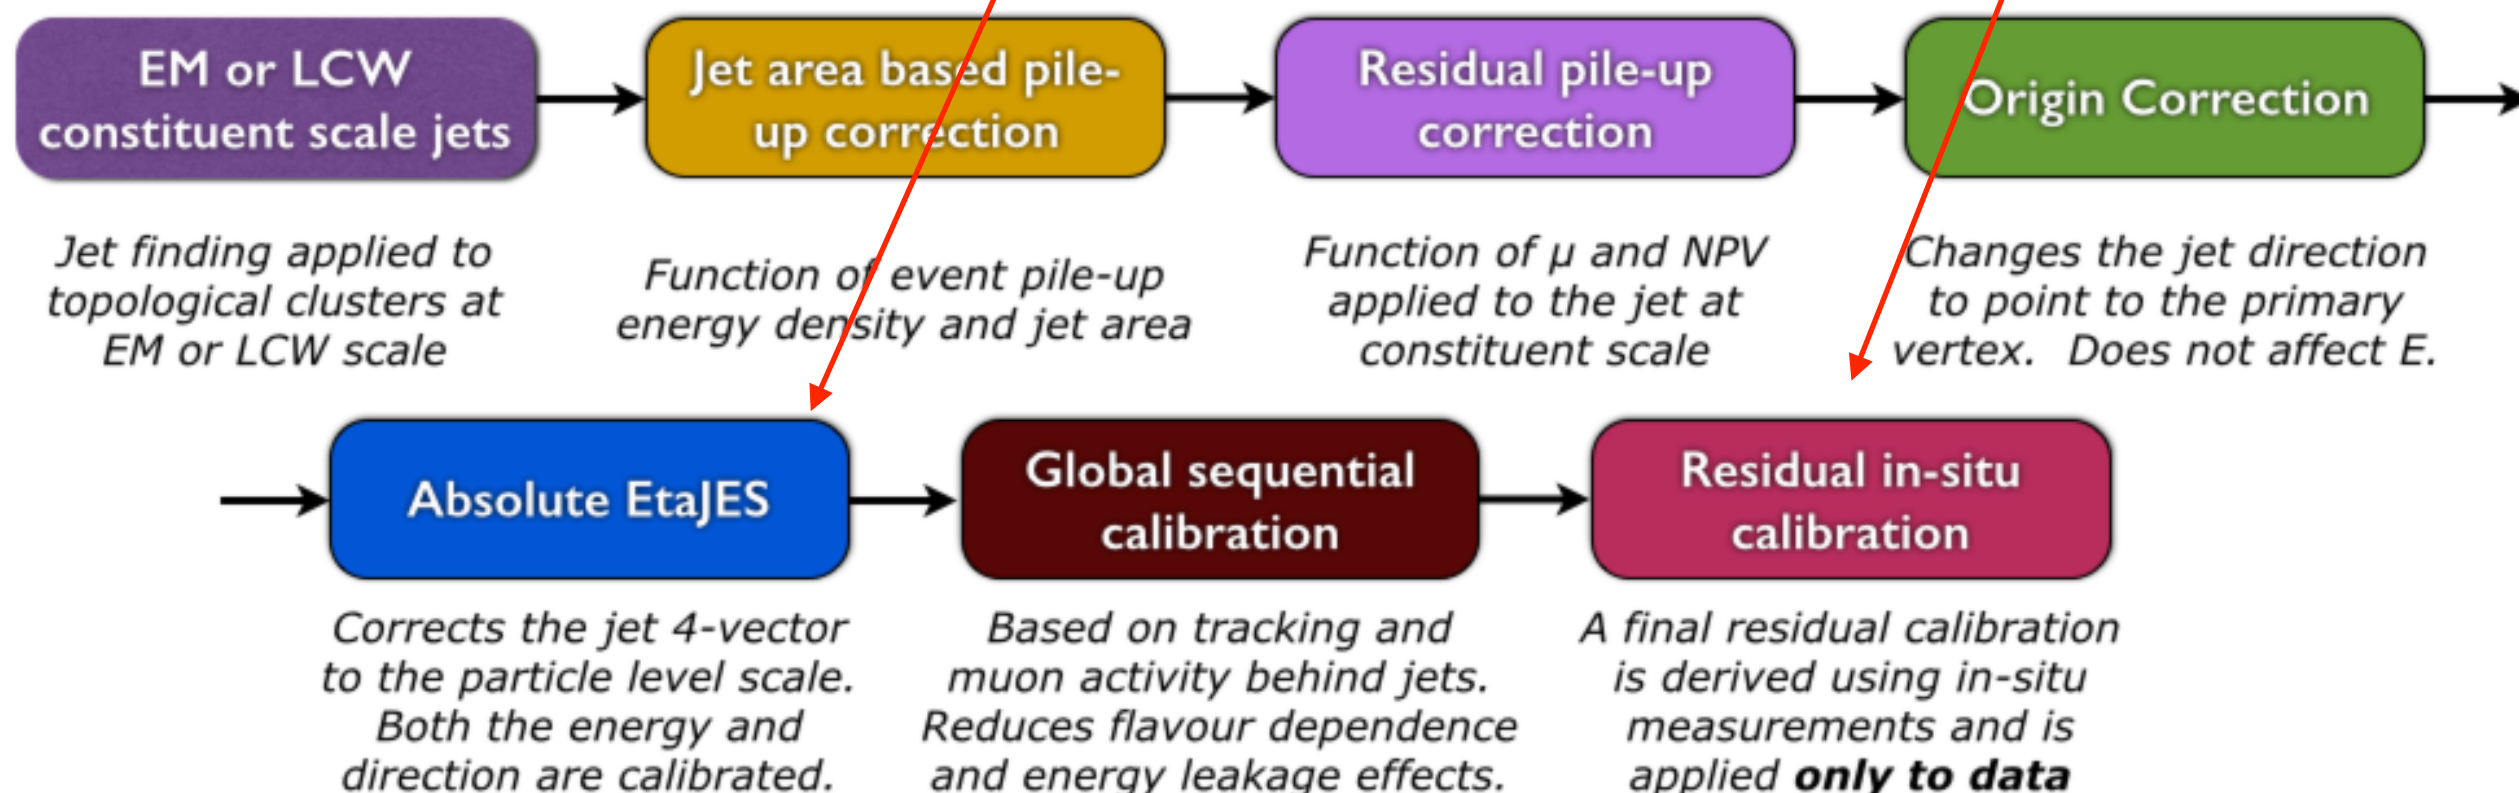 EM or LCW
constituent scale jets
Jet area based pile-
up correction
Residual pile-up
correction
Origin Correction
Jet finding applied to
topological clusters at
EM or LCW scale
Function of event pile-up
energy density and jet area
Function of µ and NPV
applied to the jet at
constituent scale
Changes the jet direction
to point to the primary
vertex. Does not affect E.
Absolute EtaJES
Global sequential
calibration
Residual in-situ
calibration
Corrects the jet 4-vector
to the particle level scale.
Both the energy and
direction are calibrated.
Based on tracking and
muon activity behind jets.
Reduces flavour dependence
and energy leakage effects.
A final residual calibration
is derived using in-situ
measurements and is
applied only to data